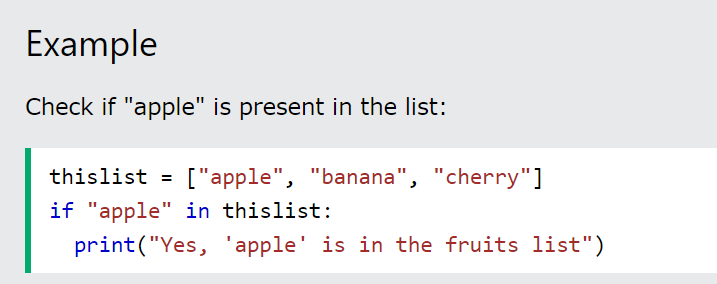 Example
Check if "apple" is present in the list:
thislist = ["apple", "banana", "cherry"]
if "apple" in thislist:
  print("Yes, 'apple' is in the fruits list")